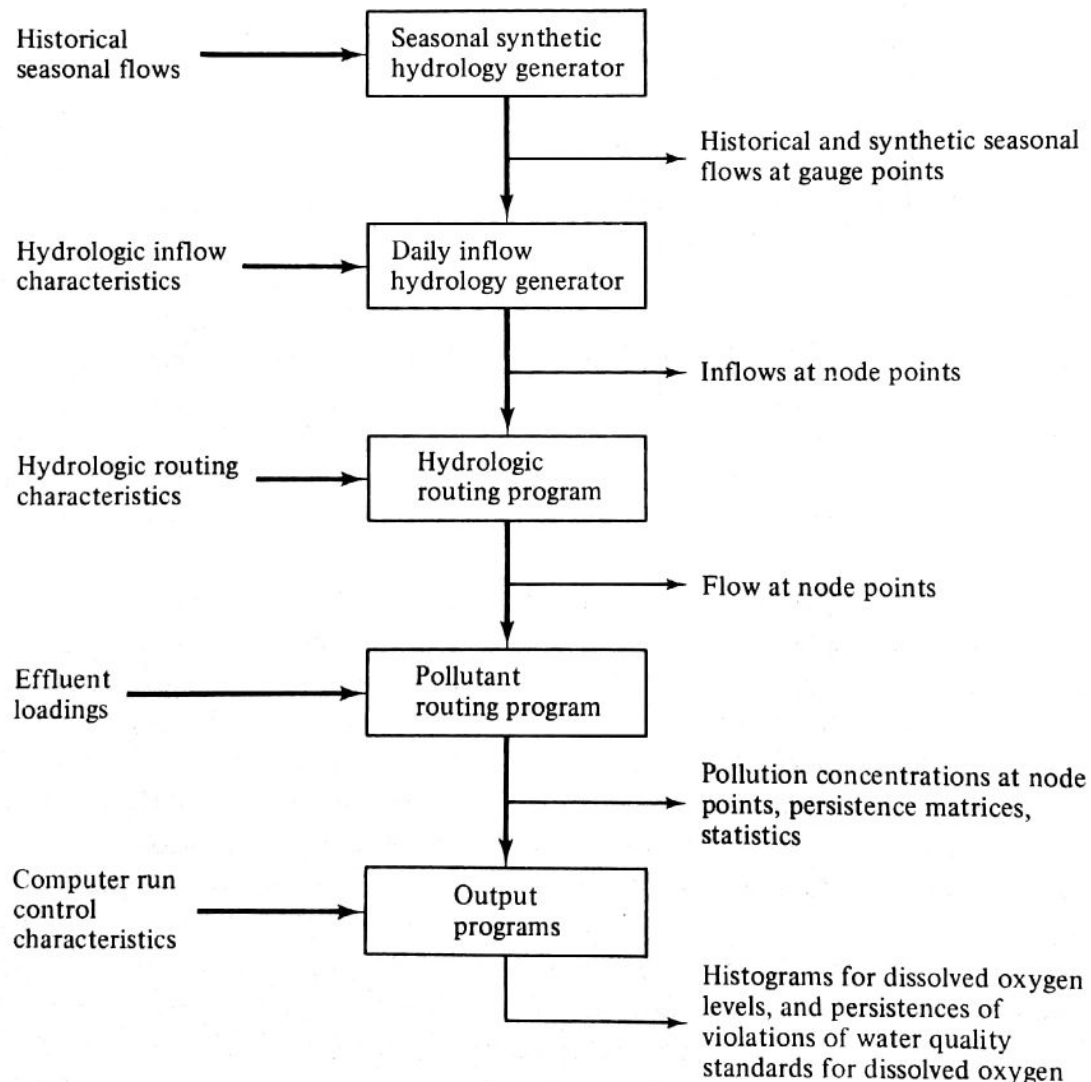 Historical
seasonal flows
Seasonal synthetic
hydrology generator
Historical and synthetic seasonal
flows at gauge points
Hydrologic inflow
characteristics
Daily inflow
hydrology generator
Inflows at node points
Hydrologic routing
characteristics
Hydrologic
routing program
Flow at node points
Effluent
loadings
Pollutant
routing program
Pollution concentrations at node
points, persistence matrices,
statistics
Computer run
control
characteristics
Output
programs
Histograms for dissolved oxygen
levels, and persistences of
violations of water quality
standards for dissolved oxygen